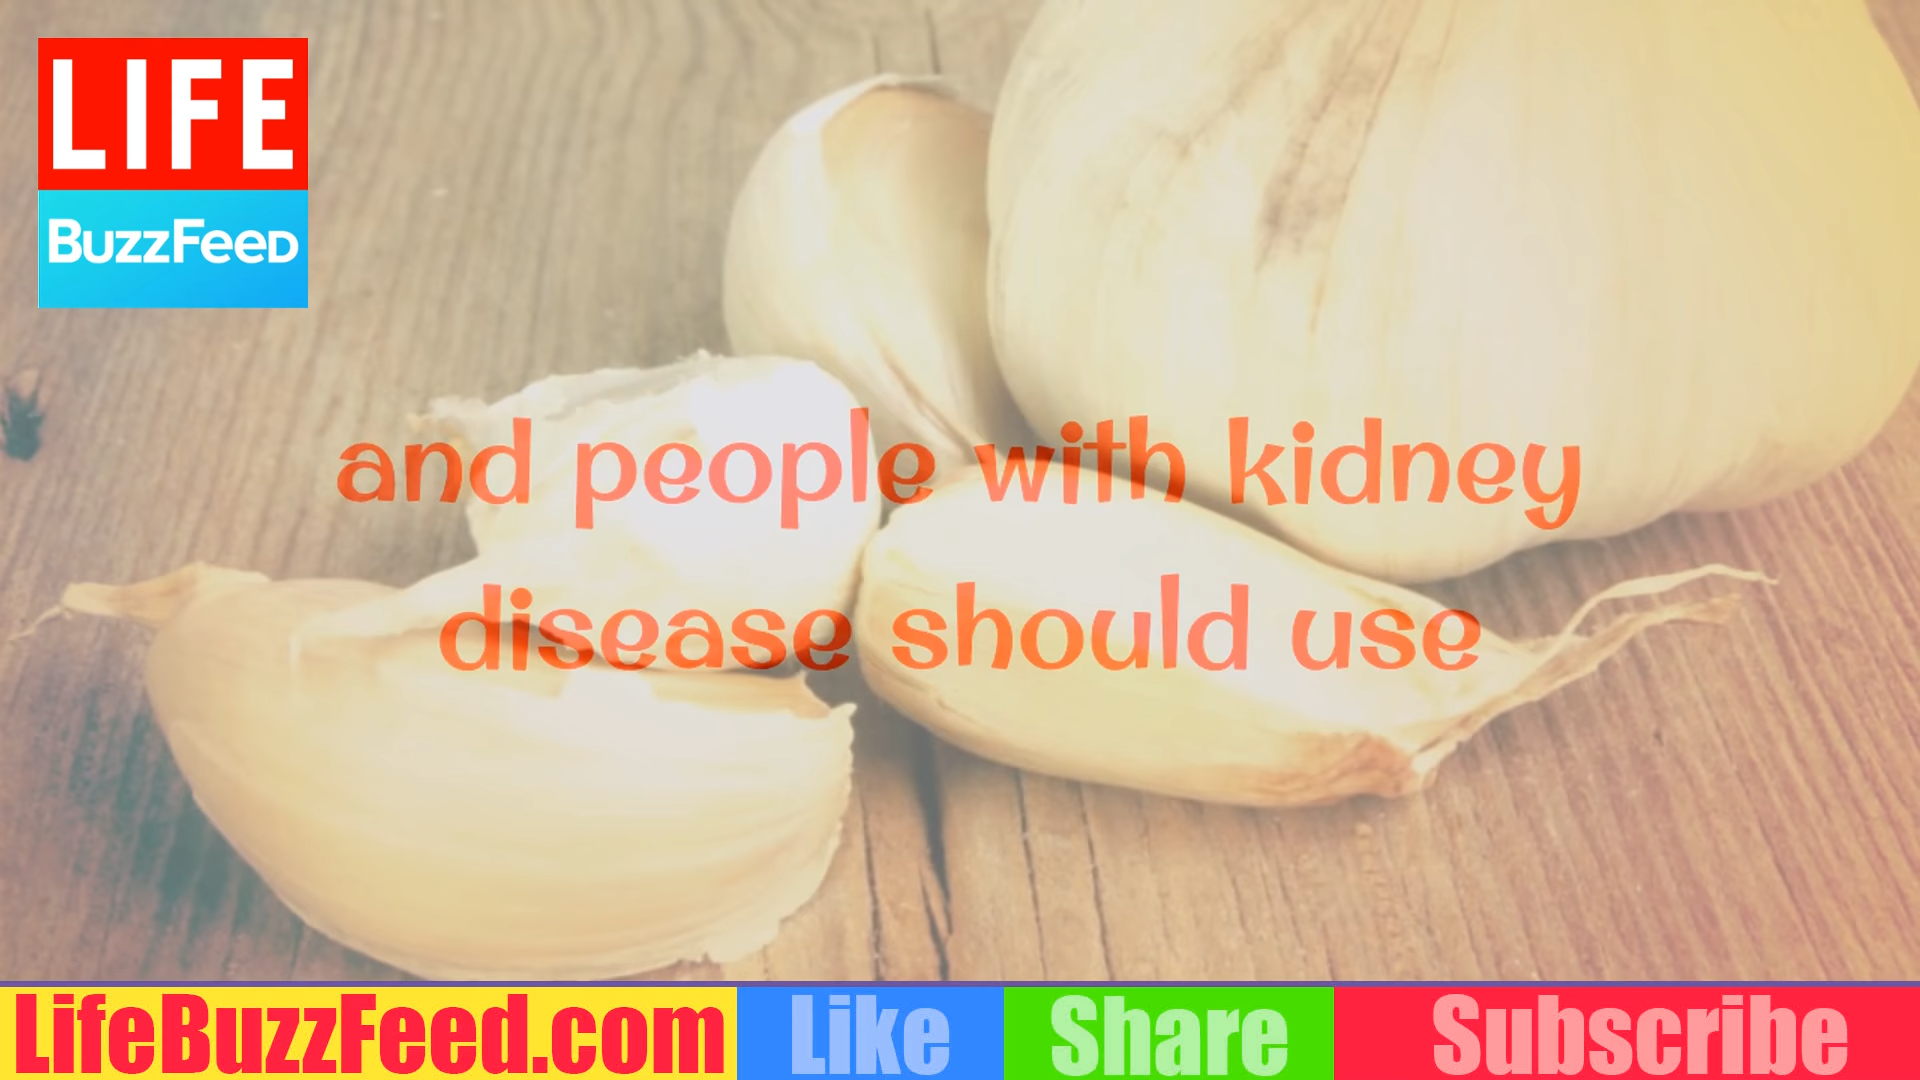 LIFE
BuzzFeed
and people with kidney
disease should use
LifeBuzzFeed.com
Like
Share
Subscribe